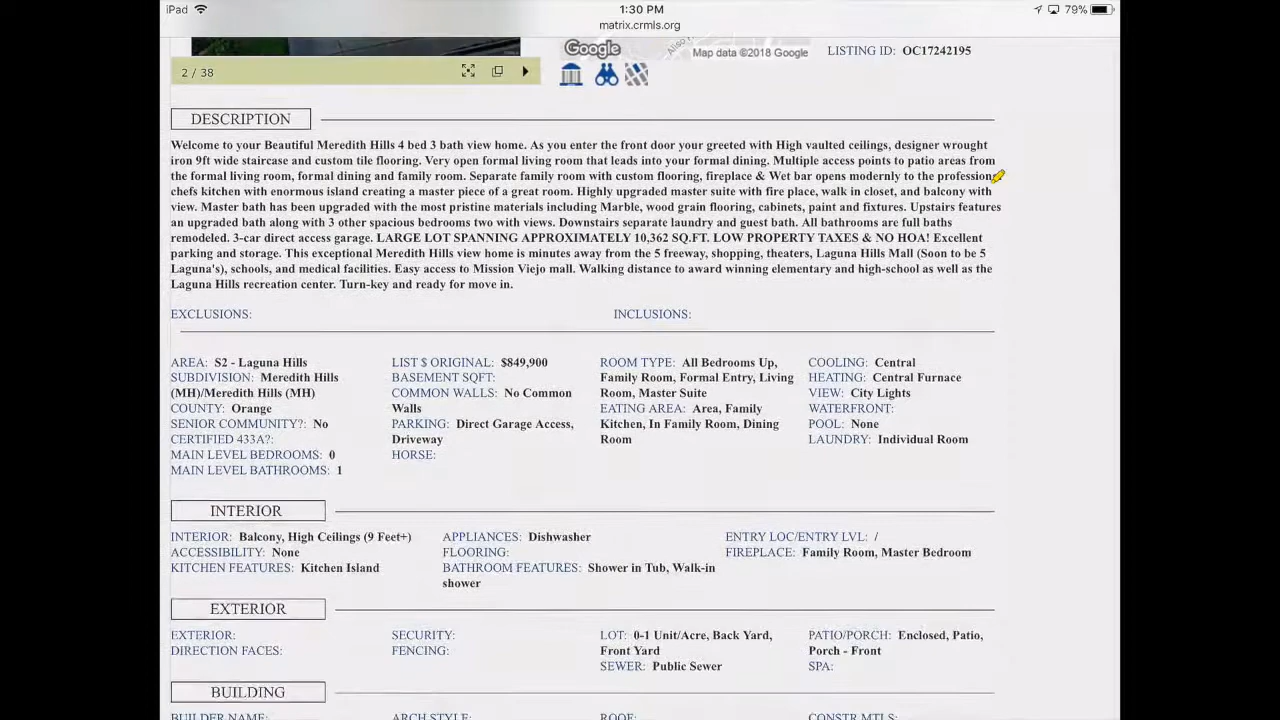 iPad 1:30 PM 79%
matrix.crmls.org
Google Map data ©2018 Google LISTING ID: OC17242195
2 / 38
DESCRIPTION
Welcome to your Beautiful Meredith Hills 4 bed 3 bath view home. As you enter the front door your greeted with High vaulted ceilings, designer wrought
iron 9ft wide staircase and custom tile flooring. Very open formal living room that leads into your formal dining. Multiple access points to patio areas from
the formal living room, formal dining and family room. Separate family room with custom flooring, fireplace & Wet bar opens modernly to the professional
chefs kitchen with enormous island creating a master piece of a great room. Highly upgraded master suite with fire place, walk in closet, and balcony with
view. Master bath has been upgraded with the most pristine materials including Marble, wood grain flooring, cabinets, paint and fixtures. Upstairs features
an upgraded bath along with 3 other spacious bedrooms two with views. Downstairs separate laundry and guest bath. All bathrooms are full baths
remodeled. 3-car direct access garage. LARGE LOT SPANNING APPROXIMATELY 10,362 SQ.FT. LOW PROPERTY TAXES & NO HOA! Excellent
parking and storage. This exceptional Meredith Hills view home is minutes away from the 5 freeway, shopping, theaters, Laguna Hills Mall (Soon to be 5
Laguna's), schools, and medical facilities. Easy access to Mission Viejo mall. Walking distance to award winning elementary and high-school as well as the
Laguna Hills recreation center. Turn-key and ready for move in.
EXCLUSIONS: INCLUSIONS:
AREA: S2 - Laguna Hills LIST $ ORIGINAL: $849,900 ROOM TYPE: All Bedrooms Up, COOLING: Central
SUBDIVISION: Meredith Hills BASEMENT SQFT: Family Room, Formal Entry, Living HEATING: Central Furnace
(MH)/Meredith Hills (MH) COMMON WALLS: No Common Room, Master Suite VIEW: City Lights
COUNTY: Orange Walls EATING AREA: Area, Family WATERFRONT:
SENIOR COMMUNITY?: No PARKING: Direct Garage Access, Kitchen, In Family Room, Dining POOL: None
CERTIFIED 433A?: Driveway Room LAUNDRY: Individual Room
MAIN LEVEL BEDROOMS: 0 HORSE:
MAIN LEVEL BATHROOMS: 1
INTERIOR
INTERIOR: Balcony, High Ceilings (9 Feet+) APPLIANCES: Dishwasher ENTRY LOC/ENTRY LVL: /
ACCESSIBILITY: None FLOORING: FIREPLACE: Family Room, Master Bedroom
KITCHEN FEATURES: Kitchen Island BATHROOM FEATURES: Shower in Tub, Walk-in
shower
EXTERIOR
EXTERIOR: SECURITY: LOT: 0-1 Unit/Acre, Back Yard, PATIO/PORCH: Enclosed, Patio,
DIRECTION FACES: FENCING: Front Yard Porch - Front
SEWER: Public Sewer SPA:
BUILDING
BUILDER NAME: ARCH STYLE: ROOF: CONSTR MTLS: